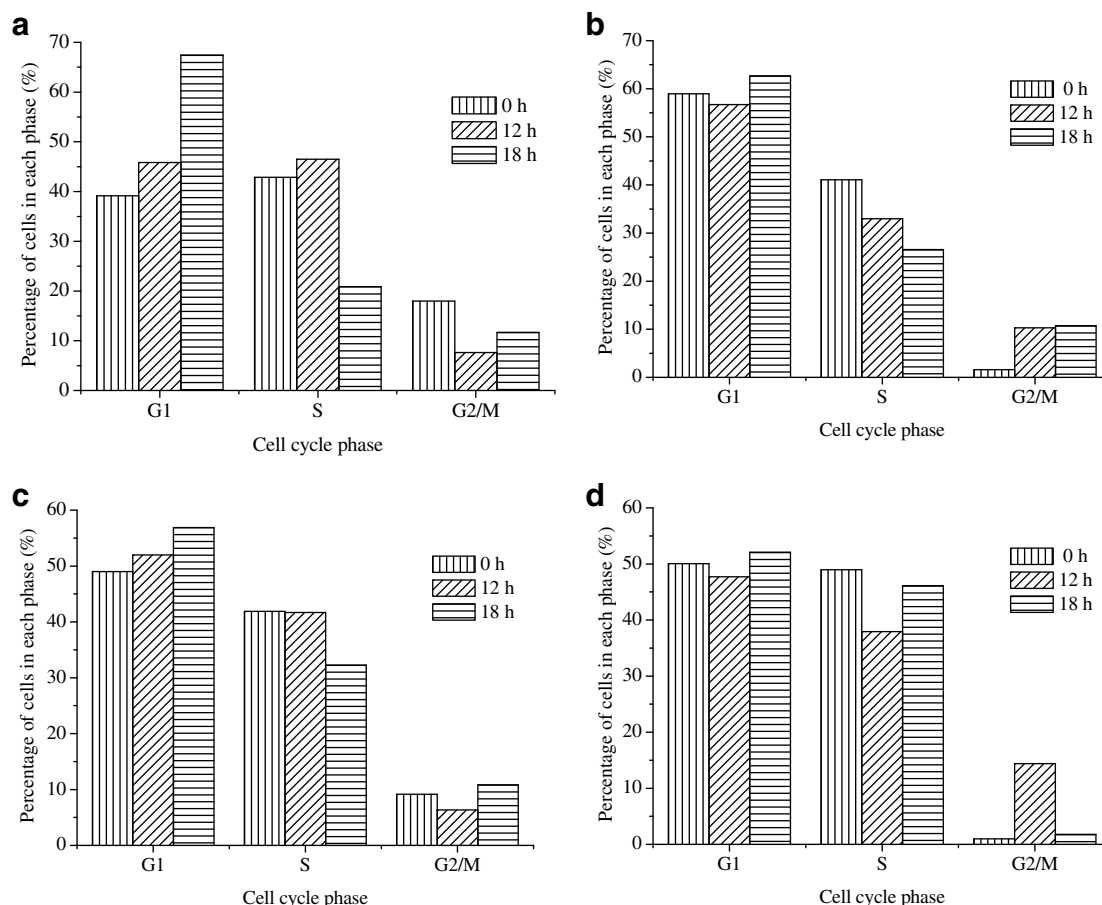 a
Percentage of cells in each phase (%)
70
60
50
40
30
20
10
0
0 h
12 h
18 h
G1 S G2/M
Cell cycle phase
b
Percentage of cells in each phase (%)
70
60
50
40
30
20
10
0
0 h
12 h
18 h
G1 S G2/M
Cell cycle phase
c
Percentage of cells in each phase (%)
60
50
40
30
20
10
0
0 h
12 h
18 h
G1 S G2/M
Cell cycle phase
d
Percentage of cells in each phase (%)
60
50
40
30
20
10
0
0 h
12 h
18 h
G1 S G2/M
Cell cycle phase